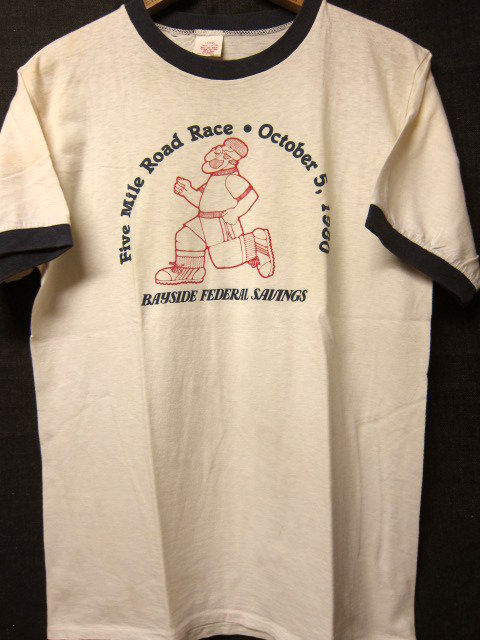 Five Mile Road Race • October 5, 1980
BAYSIDE FEDERAL SAVINGS